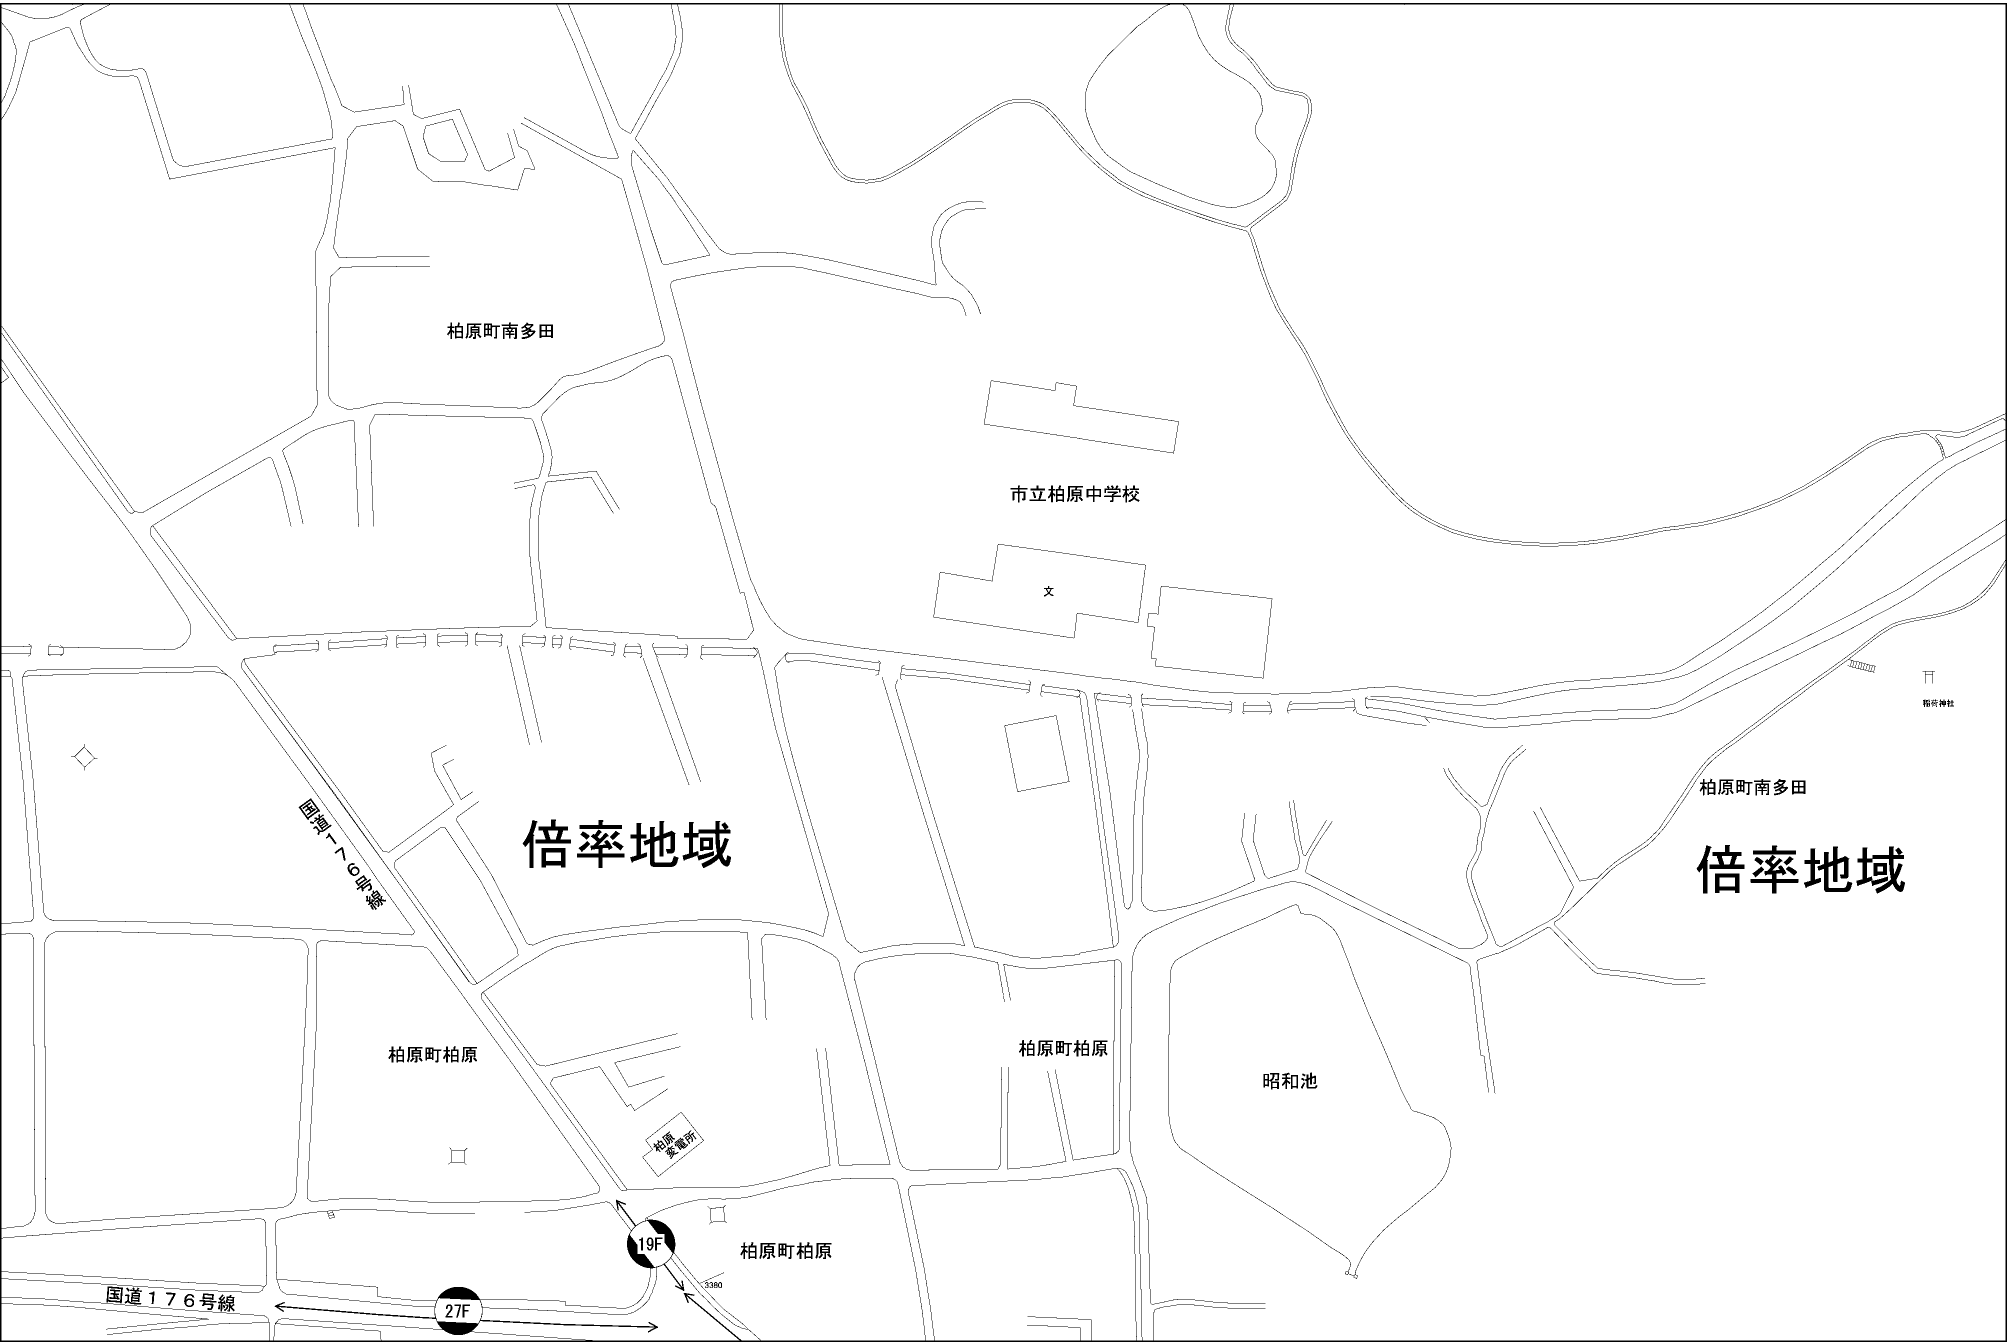 柏原町南多田
市立柏原中学校
文
稲荷神社
柏原町南多田
国道１７６号線
倍率地域
倍率地域
柏原町柏原
柏原町柏原
昭和池
柏原
変電所
19F
柏原町柏原
3380
国道１７６号線
27F